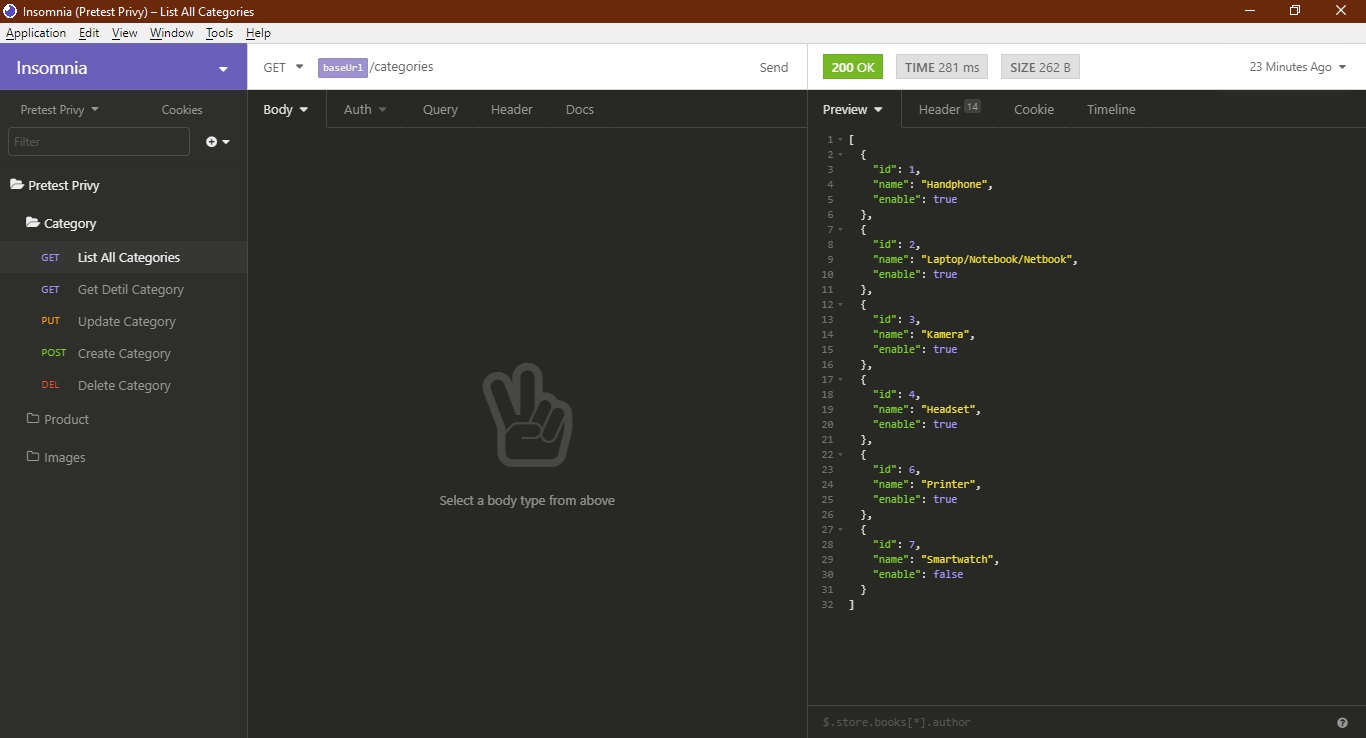 Insomnia (Pretest Privy) – List All Categories
Application Edit View Window Tools Help
Insomnia
GET baseUrl/categories Send
200 OK TIME 281 ms SIZE 262 B 23 Minutes Ago
Pretest Privy Cookies
Filter
Pretest Privy
Category
GET List All Categories
GET Get Detil Category
PUT Update Category
POST Create Category
DEL Delete Category
Product
Images
Body Auth Query Header Docs
Select a body type from above
Preview Header 14 Cookie Timeline
1 [
2 {
3 "id": 1,
4 "name": "Handphone",
5 "enable": true
6 },
7 {
8 "id": 2,
9 "name": "Laptop/Notebook/Netbook",
10 "enable": true
11 },
12 {
13 "id": 3,
14 "name": "Kamera",
15 "enable": true
16 },
17 {
18 "id": 4,
19 "name": "Headset",
20 "enable": true
21 },
22 {
23 "id": 6,
24 "name": "Printer",
25 "enable": true
26 },
27 {
28 "id": 7,
29 "name": "Smartwatch",
30 "enable": false
31 }
32 ]
$.store.books[*].author